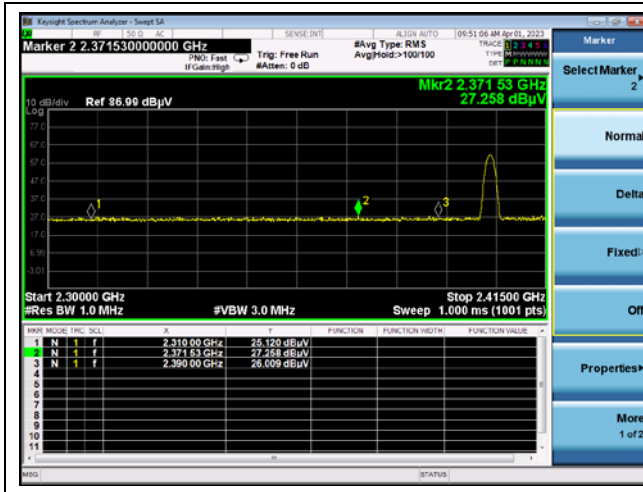 Keysight Spectrum Analyzer - Swept SA
RF 50 Ω AC SENSE:INT ALIGN AUTO 09:51:06 AM Apr 01, 2023
Marker 2 2.371530000000 GHz
PNO: Fast
IFGain:High
Trig: Free Run
#Atten: 0 dB
#Avg Type: RMS
Avg|Hold:>100/100
TRACE 1 2 3 4 5 6
TYPE MWWWWW
DET P P N N N N
Mkr2 2.371 53 GHz
27.258 dBµV
10 dB/div Ref 86.99 dBµV
Log
77.0
67.0
57.0
47.0
37.0
27.0
17.0
6.99
-3.01
1
2
3
Start 2.30000 GHz
Stop 2.41500 GHz
#Res BW 1.0 MHz
#VBW 3.0 MHz
Sweep 1.000 ms (1001 pts)
MKR MODE TRC SCL X Y FUNCTION FUNCTION WIDTH FUNCTION VALUE
1 N 1 f 2.310 00 GHz 25.120 dBµV
2 N 1 f 2.371 53 GHz 27.258 dBµV
3 N 1 f 2.390 00 GHz 26.009 dBµV
4
5
6
7
8
9
10
11
MSG STATUS
Marker
Select Marker
2
Normal
Delta
Fixed
Off
Properties
More
1 of 2